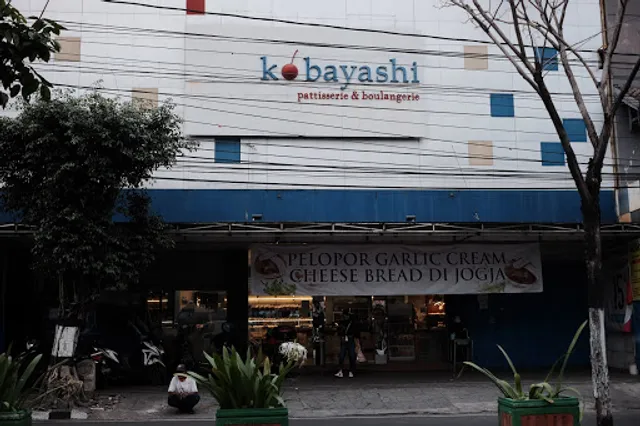 kobayashi
pattisserie & boulangerie
PELOPOR GARLIC CREAM
CHEESE BREAD DI JOGJA